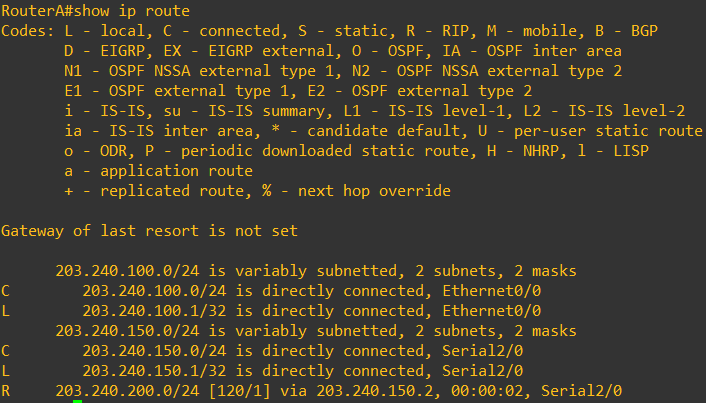 RouterA#show ip route
Codes: L - local, C - connected, S - static, R - RIP, M - mobile, B - BGP
       D - EIGRP, EX - EIGRP external, O - OSPF, IA - OSPF inter area
       N1 - OSPF NSSA external type 1, N2 - OSPF NSSA external type 2
       E1 - OSPF external type 1, E2 - OSPF external type 2
       i - IS-IS, su - IS-IS summary, L1 - IS-IS level-1, L2 - IS-IS level-2
       ia - IS-IS inter area, * - candidate default, U - per-user static route
       o - ODR, P - periodic downloaded static route, H - NHRP, l - LISP
       a - application route
       + - replicated route, % - next hop override

Gateway of last resort is not set

      203.240.100.0/24 is variably subnetted, 2 subnets, 2 masks
C        203.240.100.0/24 is directly connected, Ethernet0/0
L        203.240.100.1/32 is directly connected, Ethernet0/0
      203.240.150.0/24 is variably subnetted, 2 subnets, 2 masks
C        203.240.150.0/24 is directly connected, Serial2/0
L        203.240.150.1/32 is directly connected, Serial2/0
R     203.240.200.0/24 [120/1] via 203.240.150.2, 00:00:02, Serial2/0